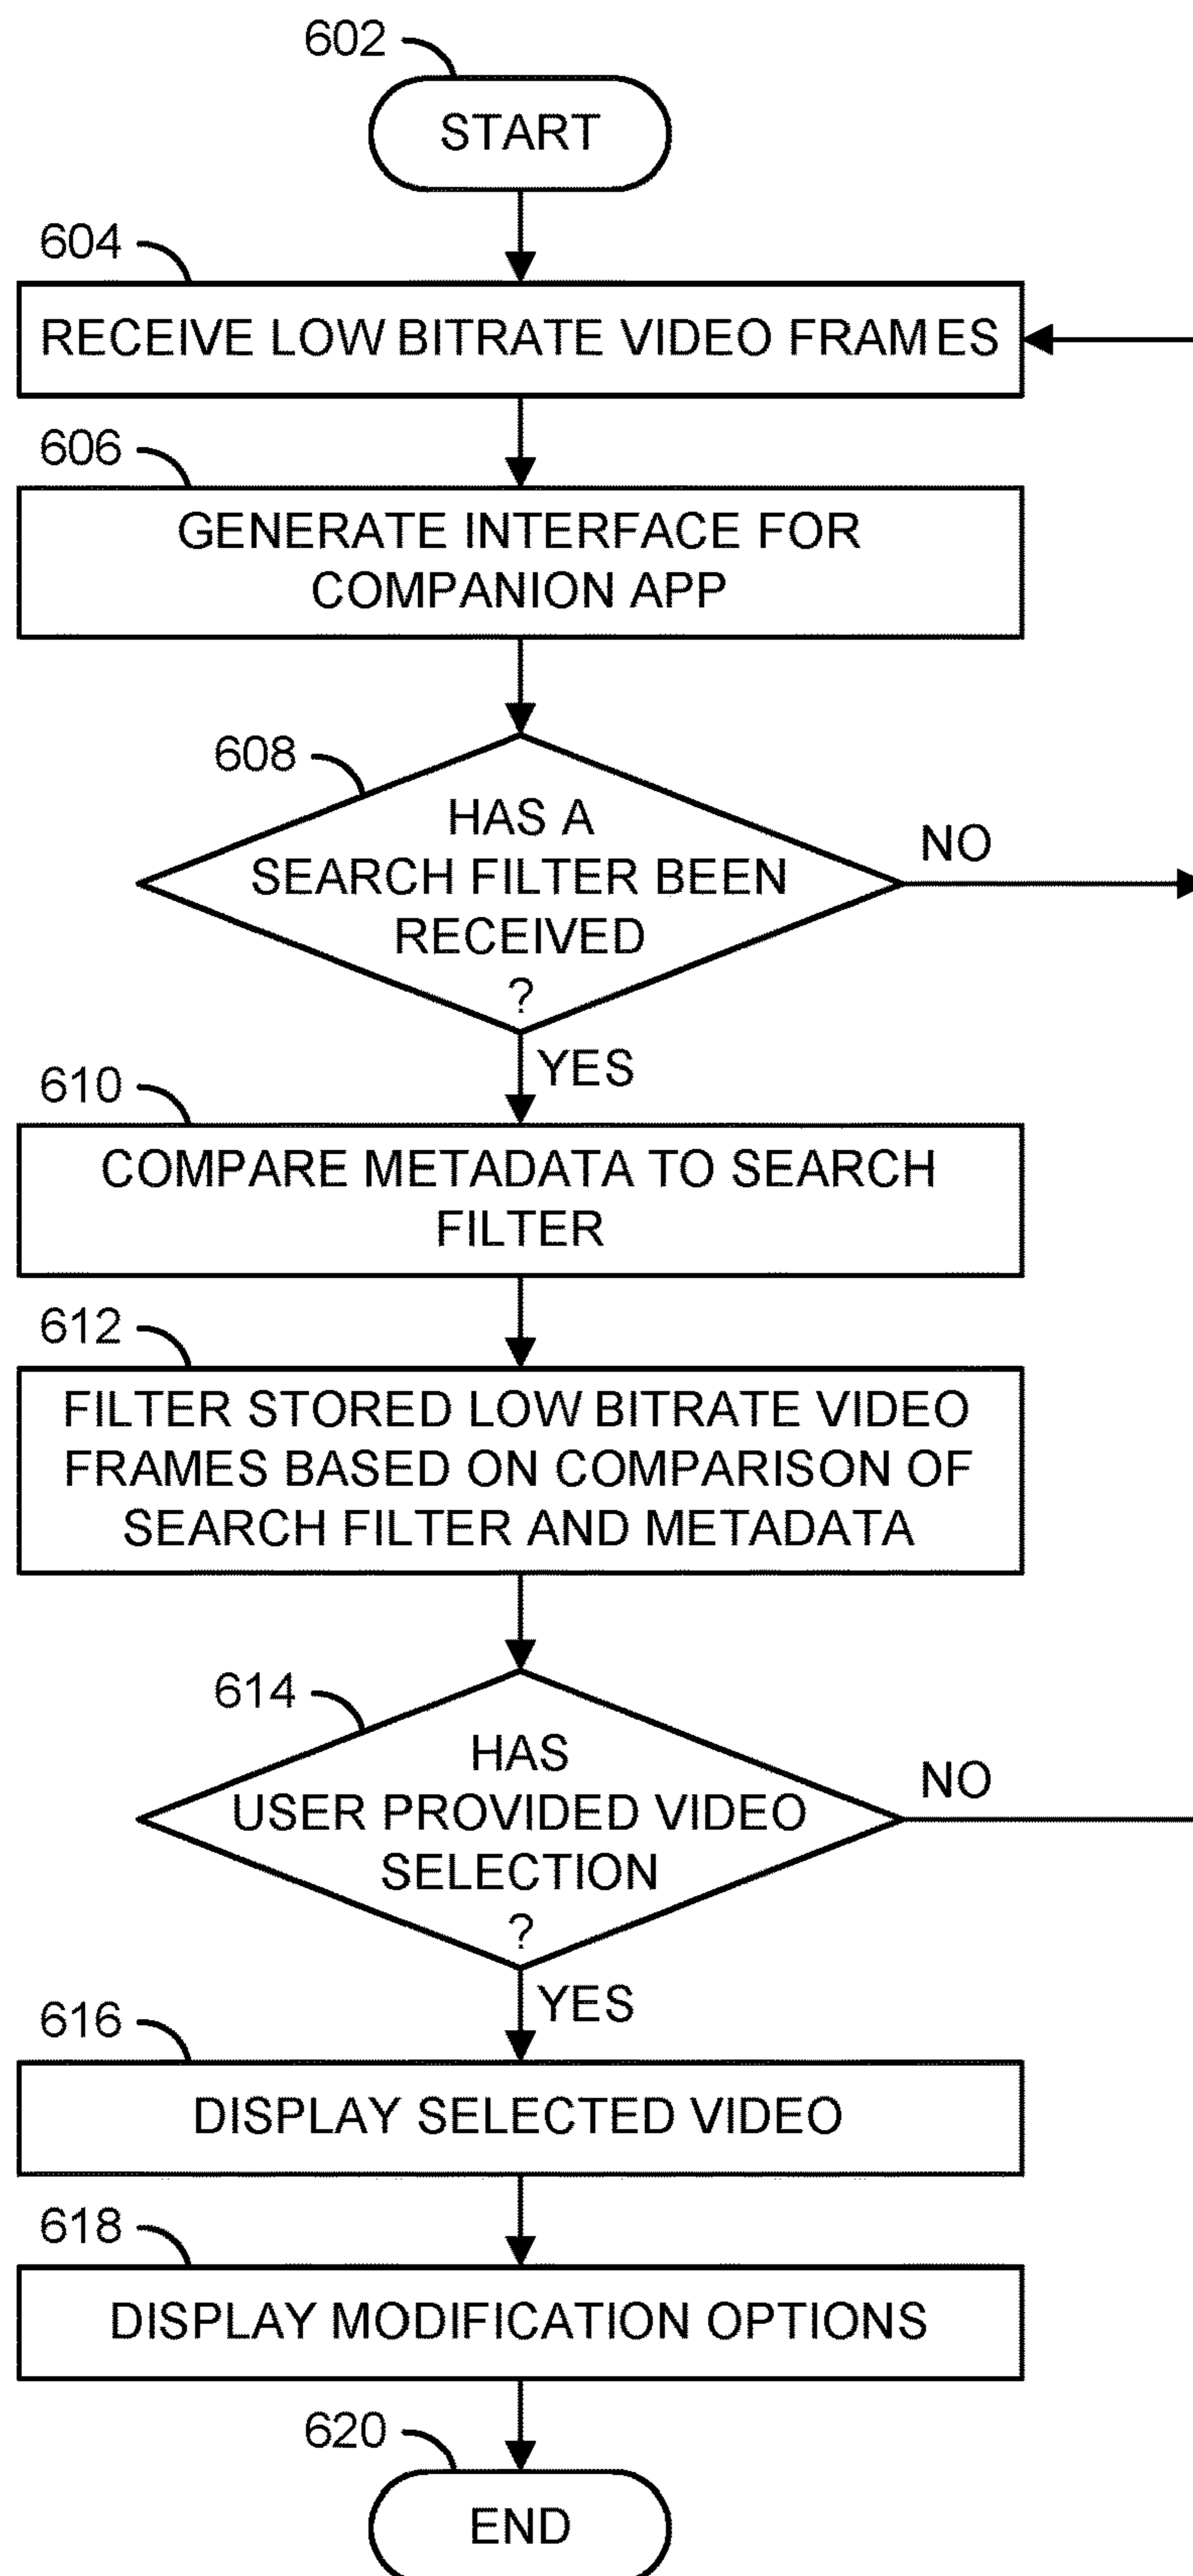 602
START
604
RECEIVE LOW BITRATE VIDEO FRAMES
606
GENERATE INTERFACE FOR
COMPANION APP
608
HAS A
SEARCH FILTER BEEN
RECEIVED
?
NO
YES
610
COMPARE METADATA TO SEARCH
FILTER
612
FILTER STORED LOW BITRATE VIDEO
FRAMES BASED ON COMPARISON OF
SEARCH FILTER AND METADATA
614
HAS
USER PROVIDED VIDEO
SELECTION
?
NO
YES
616
DISPLAY SELECTED VIDEO
618
DISPLAY MODIFICATION OPTIONS
620
END